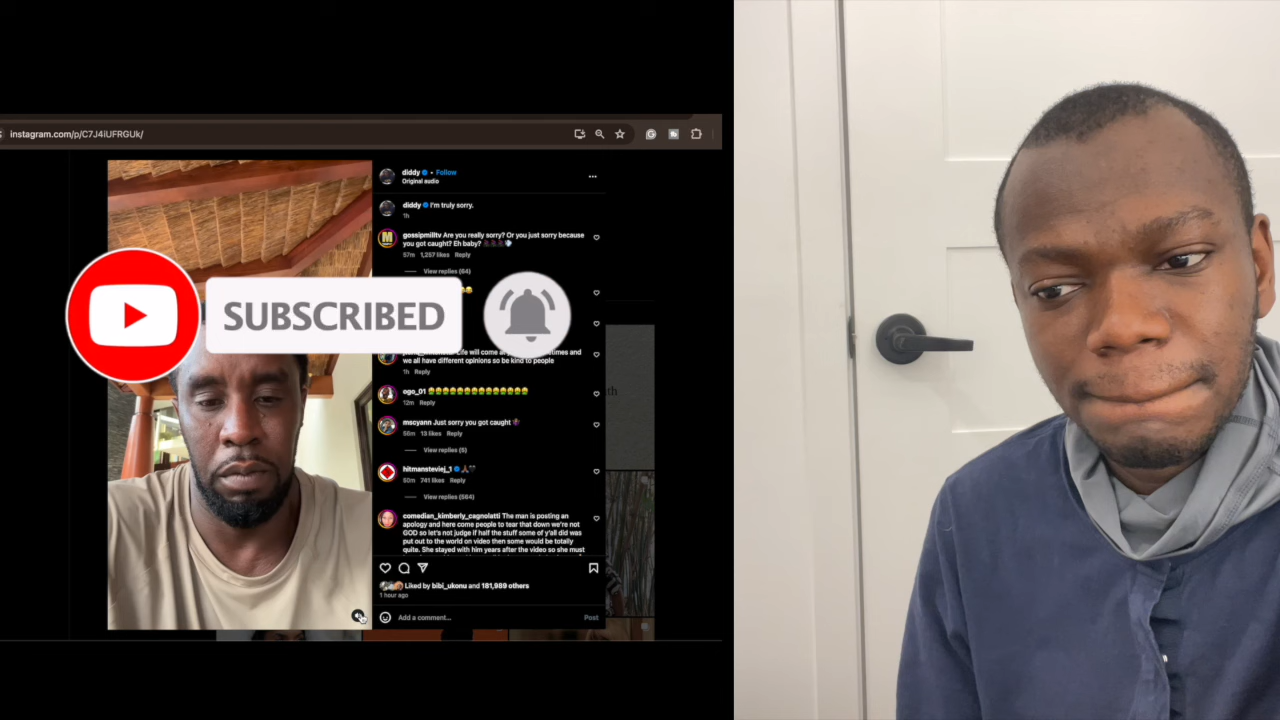 instagram.com/p/C7J4iUFRGUk/
diddy • Follow
Original audio
diddy I'm truly sorry.
1h
gossipmilltv Are you really sorry? Or you just sorry because
you got caught? Eh baby?
57m 1,257 likes Reply
View replies (64)
SUBSCRIBED
Life will come at
and
we all have different opinions so be kind to people
1h Reply
ogo_01
12m Reply
mscyann Just sorry you got caught
56m 13 likes Reply
View replies (5)
hitmansteviej_1
50m 741 likes Reply
View replies (564)
comedian_kimberly_cagnolatti The man is posting an
apology and here come people to tear that down we're not
GOD so let's not judge if half the stuff some of y'all did was
put out to the world on video then some would be totally
quite. She stayed with him years after the video so she must
Liked by bibi_ukonu and 181,989 others
1 hour ago
Add a comment...
Post